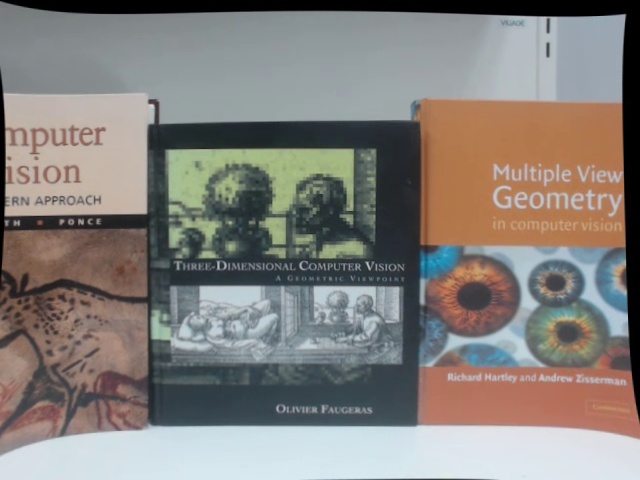 mputer
ision
ERN APPROACH
TH ▪ PONCE
THREE-DIMENSIONAL COMPUTER VISION
A GEOMETRIC VIEWPOINT
OLIVIER FAUGERAS
Multiple View
Geometry
in computer vision
Richard Hartley and Andrew Zisserman